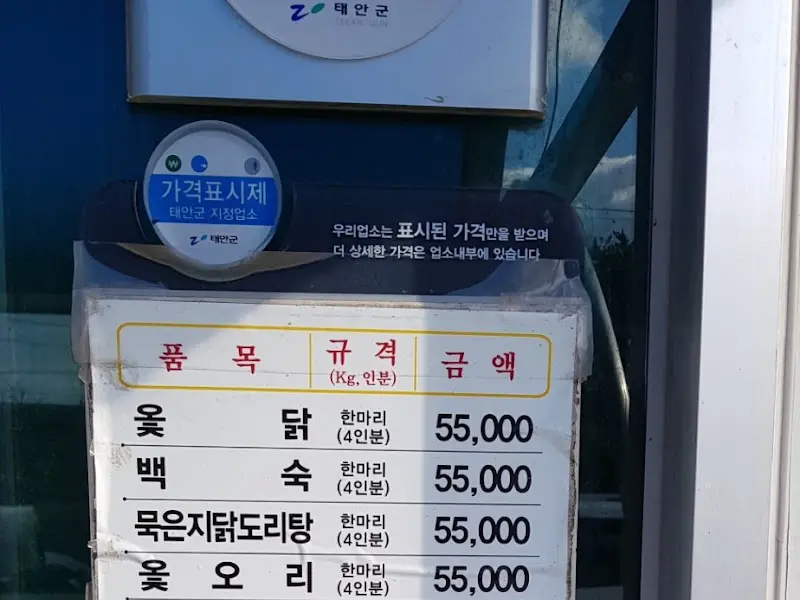 태안군
TAEAN-GUN
가격표시제
태안군 지정업소
태안군
우리업소는 표시된 가격만을 받으며
더 상세한 가격은 업소내부에 있습니다
품 목 규 격 금 액
(Kg, 인분)
옻 닭 한마리 55,000
(4인분)
백 숙 한마리 55,000
(4인분)
묵은지닭도리탕 한마리 55,000
(4인분)
옻 오 리 한마리 55,000
(4인분)